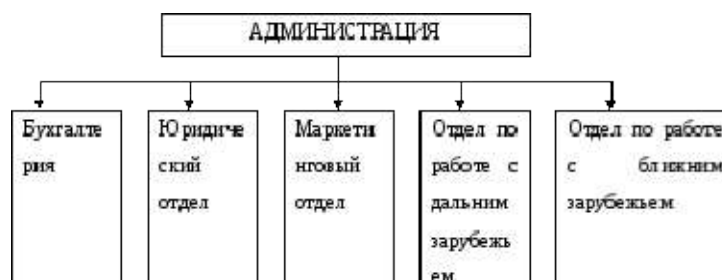 АДМИНИСТРАЦИЯ
Бухгалте
рия
Юридиче
ский
отдел
Маркети
нговый
отдел
Отдел по
работе с
дальним
зарубежь
ем
Отдел по работе
с ближним
зарубежьем